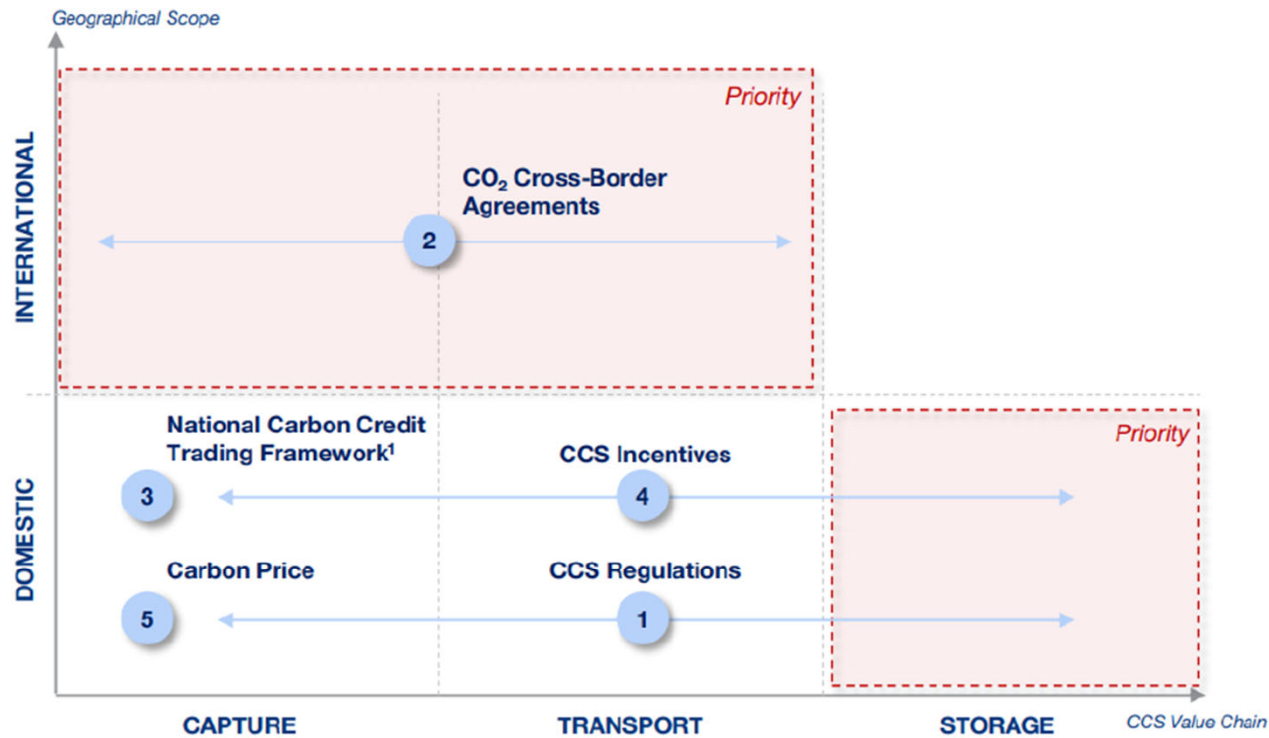 Geographical Scope
Priority
INTERNATIONAL
CO₂ Cross-Border
Agreements
2
National Carbon Credit
Trading Framework¹
CCS Incentives
Priority
3
4
DOMESTIC
Carbon Price
CCS Regulations
5
1
CAPTURE
TRANSPORT
STORAGE
CCS Value Chain